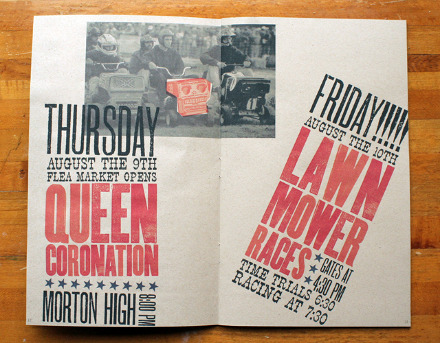 THURSDAY
AUGUST THE 9TH
FLEA MARKET OPENS
QUEEN
CORONATION
MORTON HIGH
8:00 PM
FRIDAY!!!!!
AUGUST THE 10TH
LAWN
MOWER
RACES
GATES AT
4:30 PM
TIME TRIALS 6:30
RACING AT 7:30